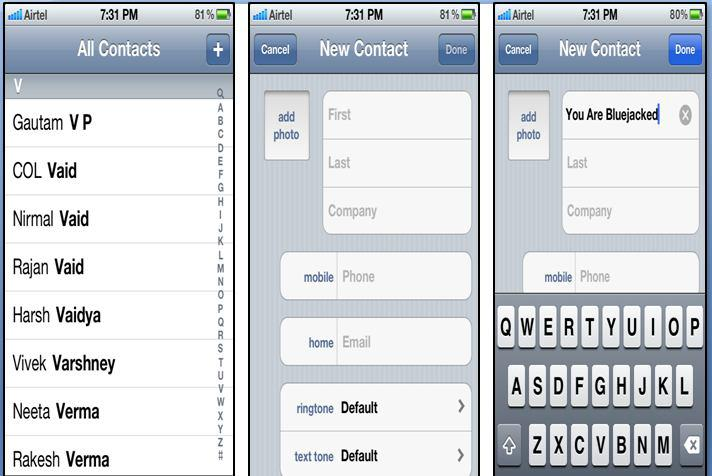 Airtel 7:31 PM 81%
All Contacts +
V
Gautam V P
COL Vaid
Nirmal Vaid
Rajan Vaid
Harsh Vaidya
Vivek Varshney
Neeta Verma
Rakesh Verma
A
B
C
D
E
F
G
H
I
J
K
L
M
N
O
P
Q
R
S
T
U
V
W
X
Y
Z
#
Airtel 7:31 PM 81%
Cancel New Contact Done
add
photo
First
Last
Company
mobile Phone
home Email
ringtone Default
text tone Default
Airtel 7:31 PM 80%
Cancel New Contact Done
add
photo
You Are Bluejacked
Last
Company
mobile Phone
Q W E R T Y U I O P
A S D F G H J K L
Z X C V B N M